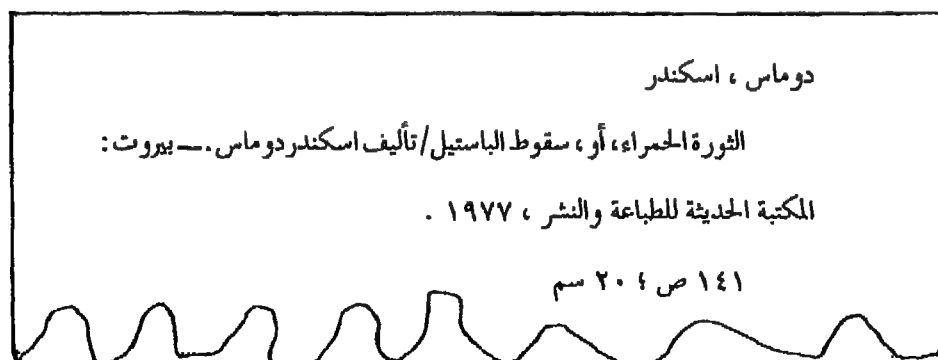 دوماس ، اسكندر
الثورة الحمراء، أو ، سقوط الباستيل / تأليف اسكندر دوماس . ــ بيروت :
المكتبة الحديثة للطباعة والنشر ، ١٩٧٧ .
١٤١ ص ؛ ٢٠ سم